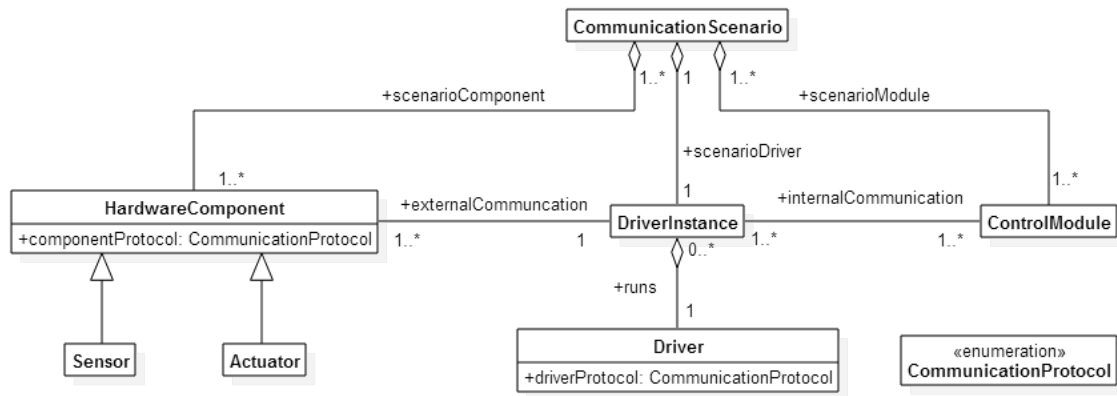 CommunicationScenario
1..*
1
1..*
+scenarioComponent
+scenarioModule
+scenarioDriver
1..*
1
1..*
HardwareComponent
+componentProtocol: CommunicationProtocol
+externalCommuncation
1..*
1
DriverInstance
+internalCommunication
1..*
1..*
ControlModule
0..*
+runs
1
Sensor
Actuator
Driver
+driverProtocol: CommunicationProtocol
«enumeration»
CommunicationProtocol